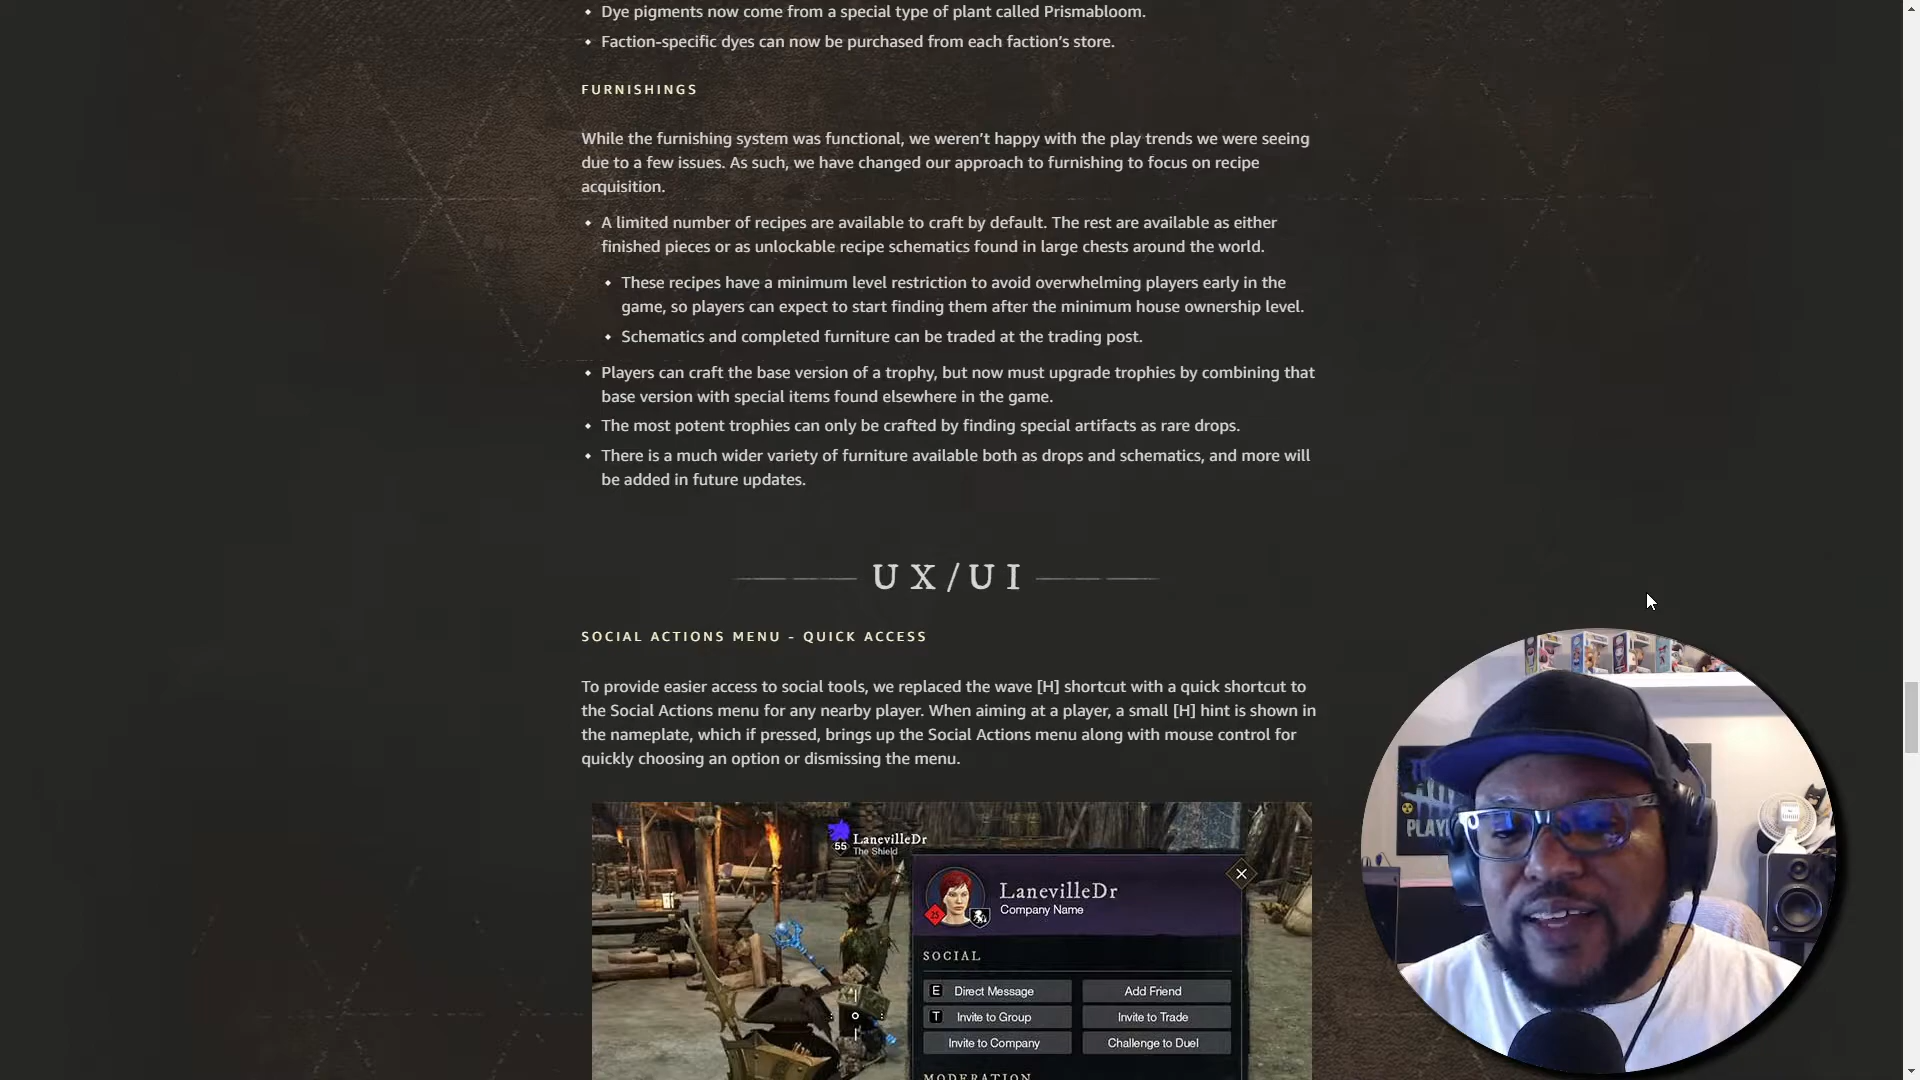 Dye pigments now come from a special type of plant called Prismabloom.
Faction-specific dyes can now be purchased from each faction’s store.
FURNISHINGS
While the furnishing system was functional, we weren’t happy with the play trends we were seeing
due to a few issues. As such, we have changed our approach to furnishing to focus on recipe
acquisition.
A limited number of recipes are available to craft by default. The rest are available as either
finished pieces or as unlockable recipe schematics found in large chests around the world.
These recipes have a minimum level restriction to avoid overwhelming players early in the
game, so players can expect to start finding them after the minimum house ownership level.
Schematics and completed furniture can be traded at the trading post.
Players can craft the base version of a trophy, but now must upgrade trophies by combining that
base version with special items found elsewhere in the game.
The most potent trophies can only be crafted by finding special artifacts as rare drops.
There is a much wider variety of furniture available both as drops and schematics, and more will
be added in future updates.
UX/UI
SOCIAL ACTIONS MENU - QUICK ACCESS
To provide easier access to social tools, we replaced the wave [H] shortcut with a quick shortcut to
the Social Actions menu for any nearby player. When aiming at a player, a small [H] hint is shown in
the nameplate, which if pressed, brings up the Social Actions menu along with mouse control for
quickly choosing an option or dismissing the menu.
55 LanevilleDr
The Shield
LanevilleDr
Company Name
25
SOCIAL
E Direct Message Add Friend
T Invite to Group Invite to Trade
Invite to Company Challenge to Duel
MODERATION